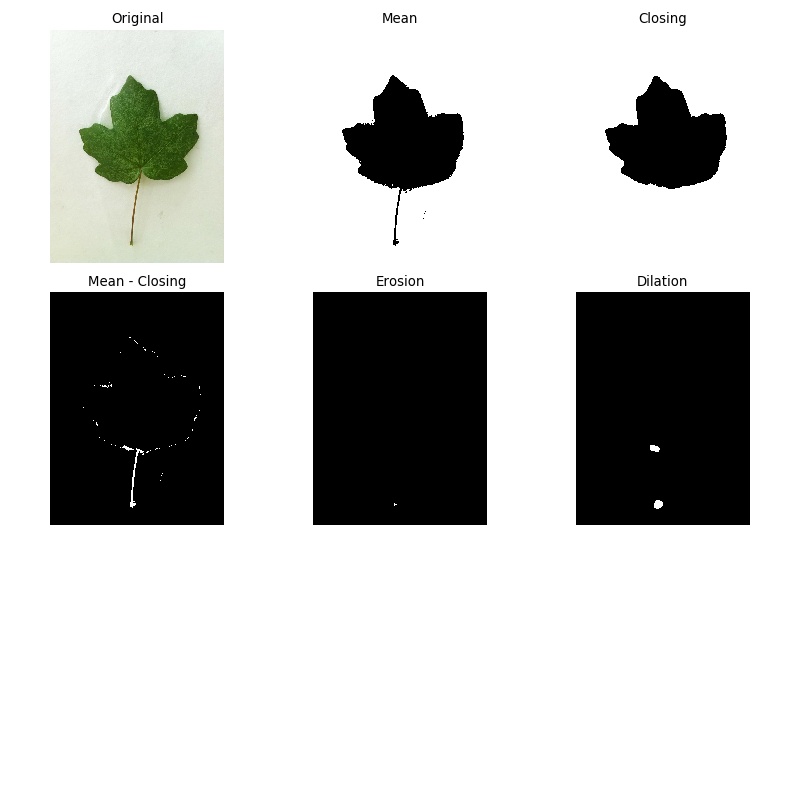 Original
Mean
Closing
Mean - Closing
Erosion
Dilation